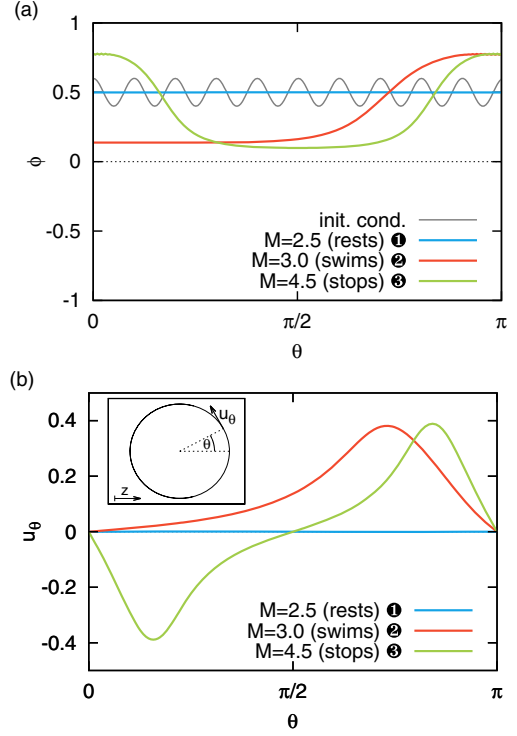 (a)
1
0.5
0
-0.5
-1
ϕ
init. cond.
M=2.5 (rests) ❶
M=3.0 (swims) ❷
M=4.5 (stops) ❸
0
π/2
π
θ
(b)
0.4
0.2
0
-0.2
-0.4
u_θ
u_θ
θ
z
M=2.5 (rests) ❶
M=3.0 (swims) ❷
M=4.5 (stops) ❸
0
π/2
π
θ